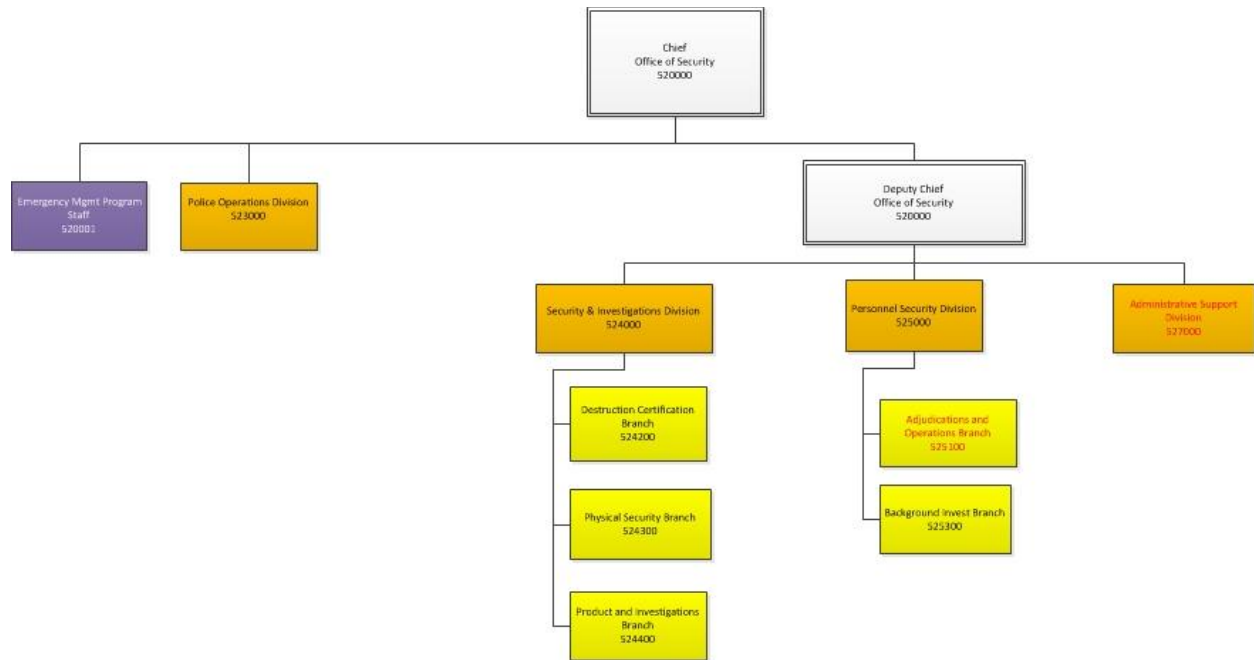 Chief
Office of Security
520000
Emergency Mgmt Program
Staff
520001
Police Operations Division
523000
Deputy Chief
Office of Security
520000
Security & Investigations Division
524000
Personnel Security Division
525000
Administrative Support
Division
527000
Destruction Certification
Branch
524200
Physical Security Branch
524300
Product and Investigations
Branch
524400
Adjudications and
Operations Branch
525100
Background Invest Branch
525300